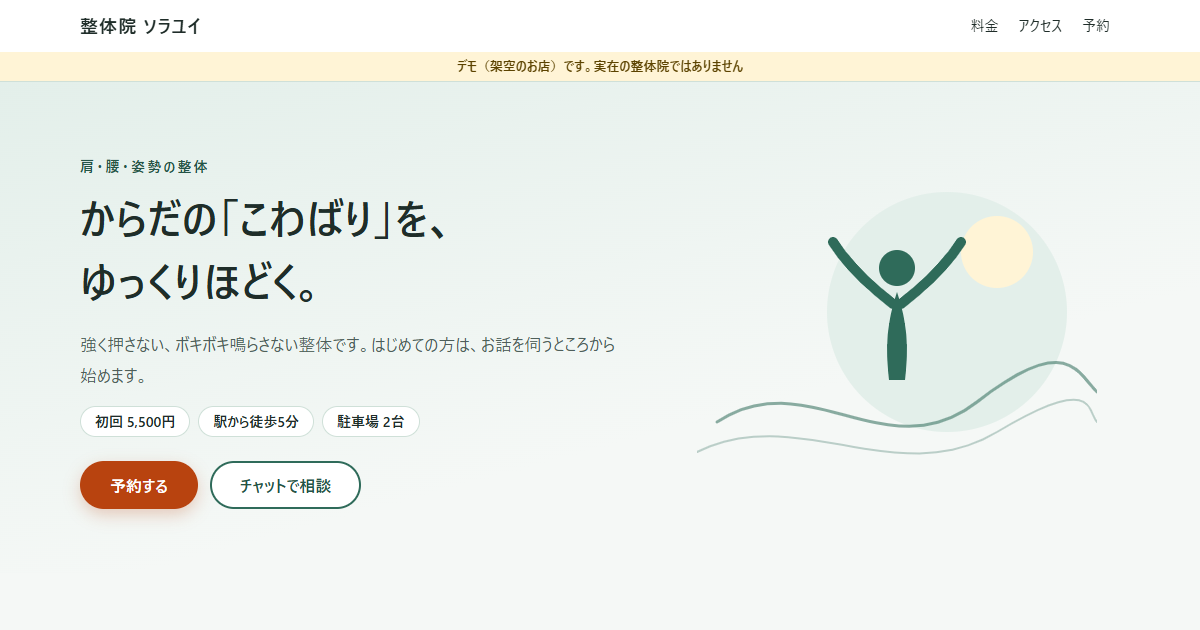 整体院 ソラユイ
料金 アクセス 予約
デモ（架空のお店）です。実在の整体院ではありません
肩・腰・姿勢の整体
からだの「こわばり」を、
ゆっくりほどく。
強く押さない、ボキボキ鳴らさない整体です。はじめての方は、お話を伺うところから
始めます。
初回 5,500円 駅から徒歩5分 駐車場 2台
予約する チャットで相談